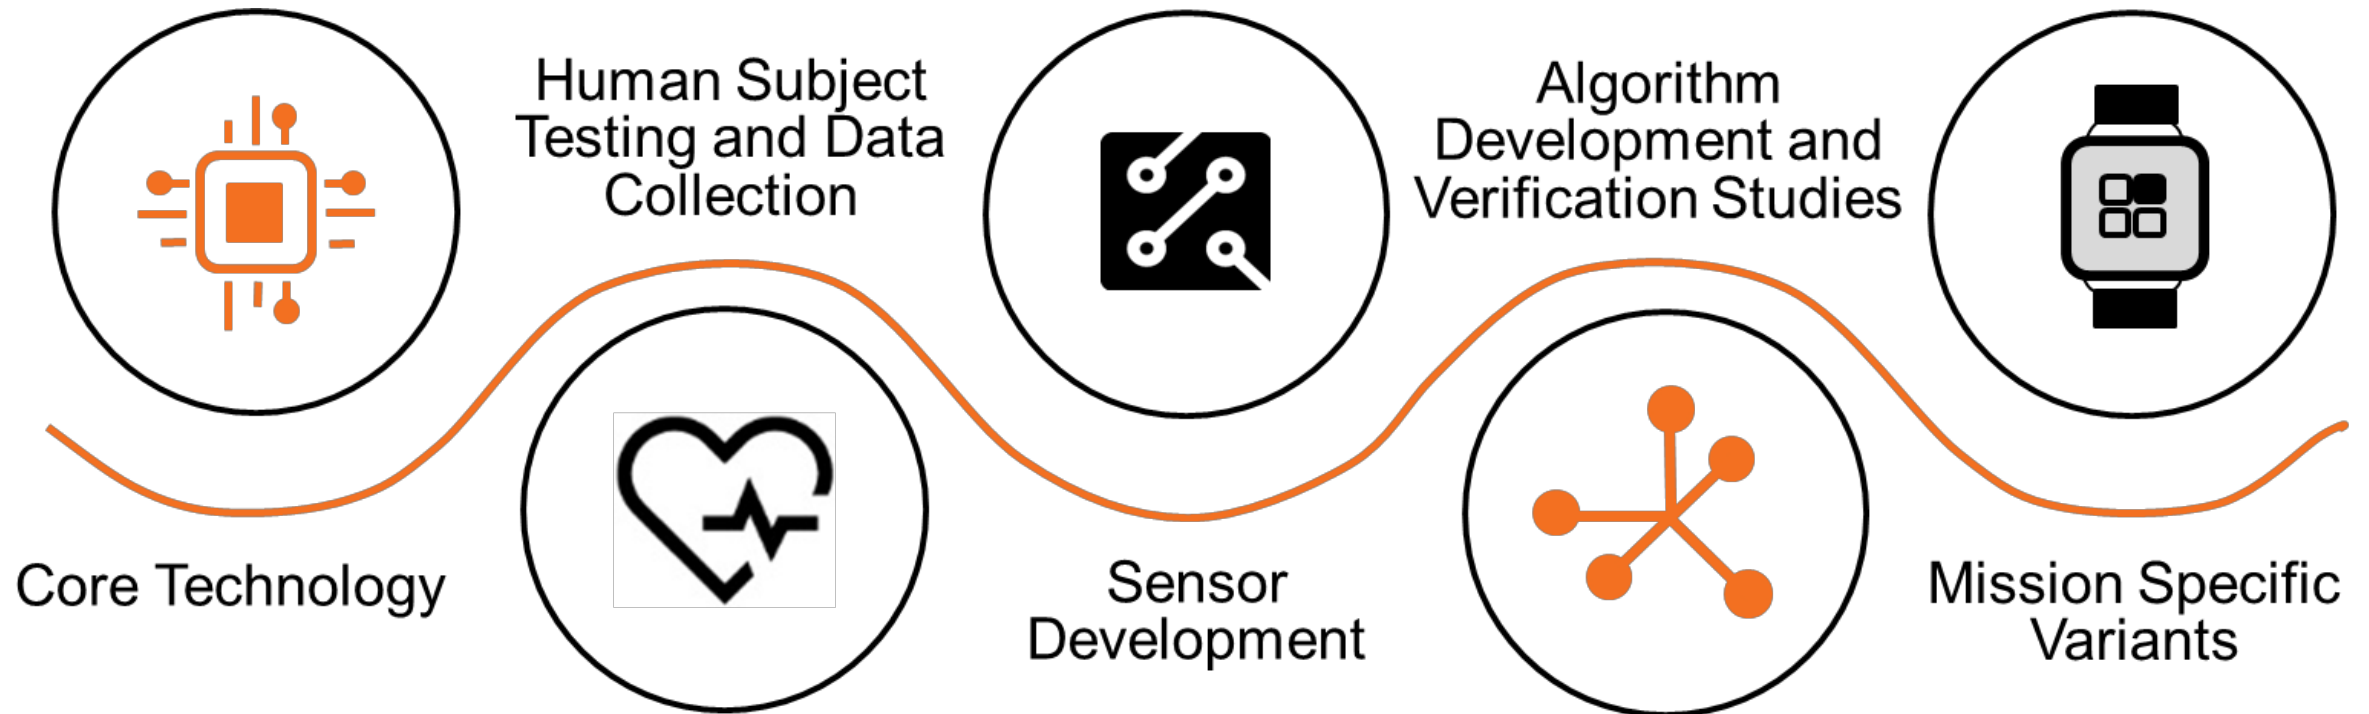 Core Technology
Human Subject
Testing and Data
Collection
Sensor
Development
Algorithm
Development and
Verification Studies
Mission Specific
Variants